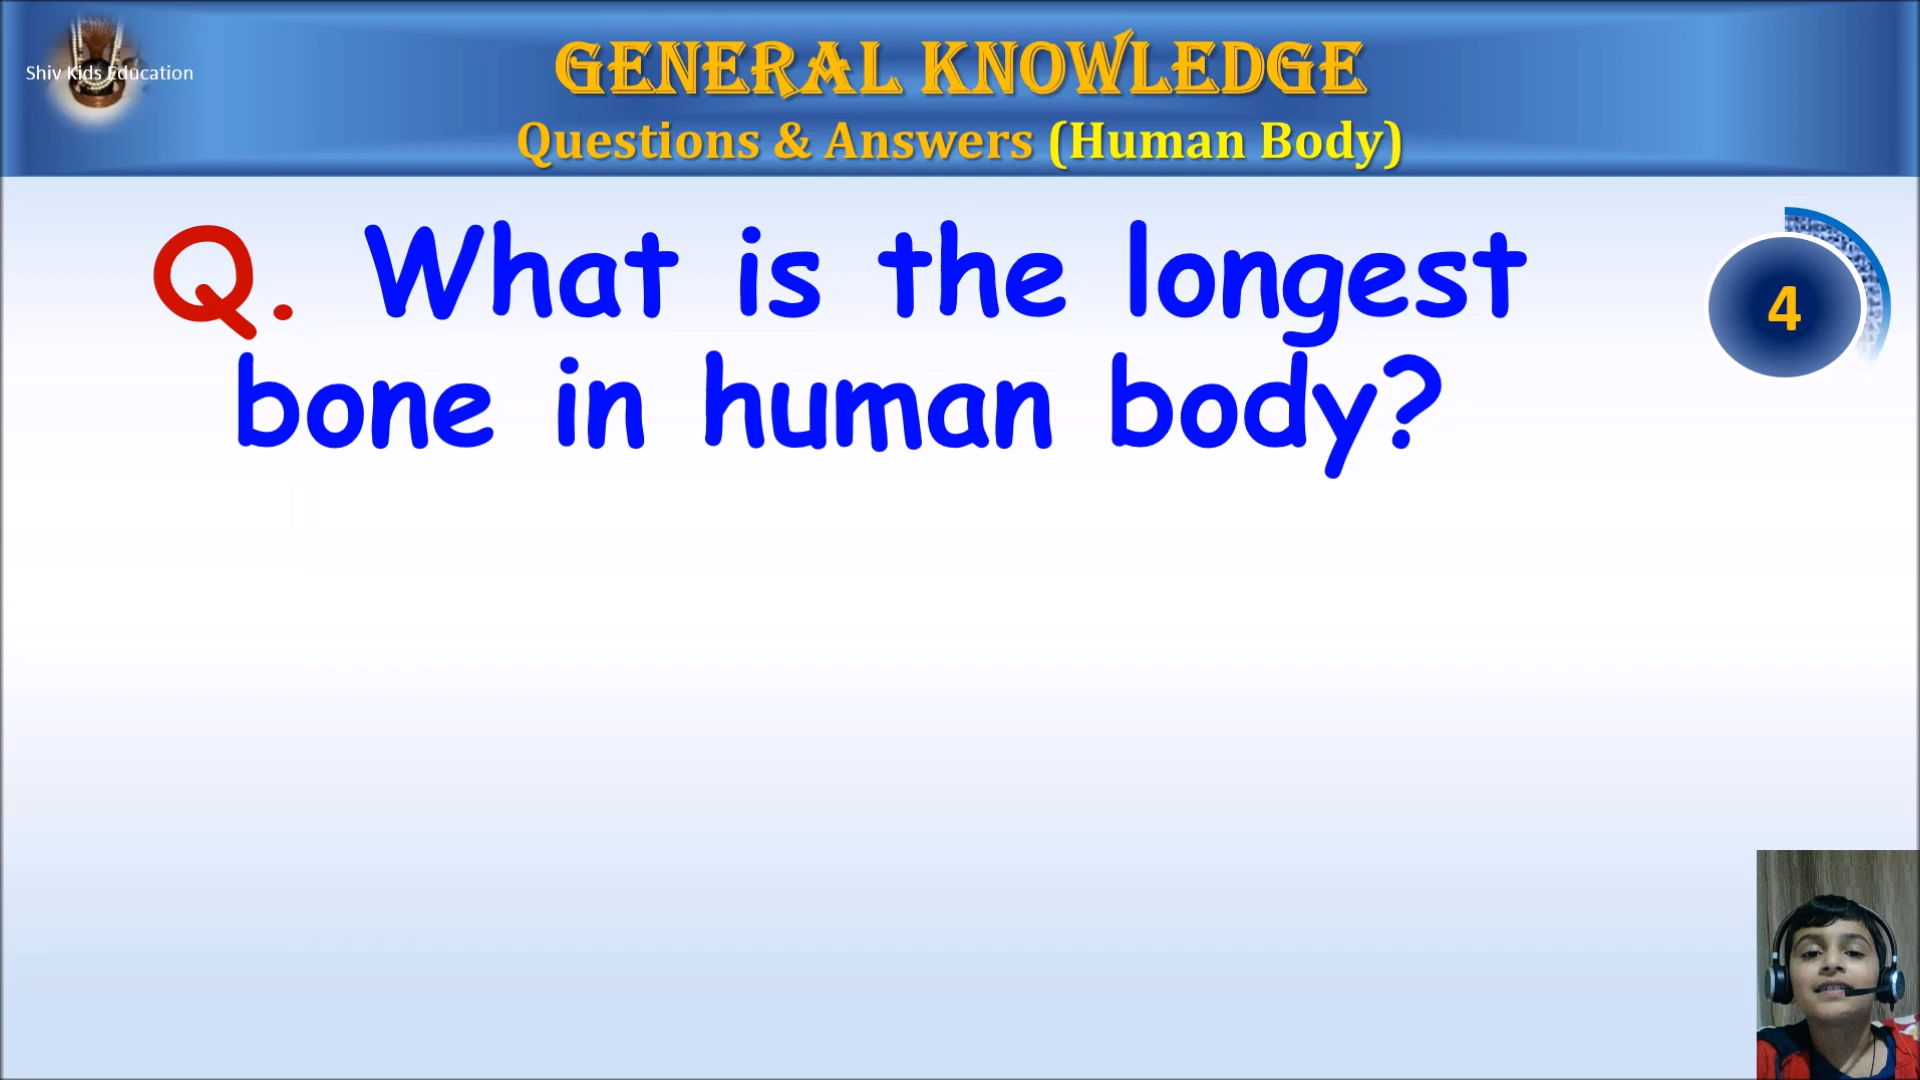 Shiv Kids Education
GENERAL KNOWLEDGE
Questions & Answers (Human Body)
Q. What is the longest
bone in human body?
4